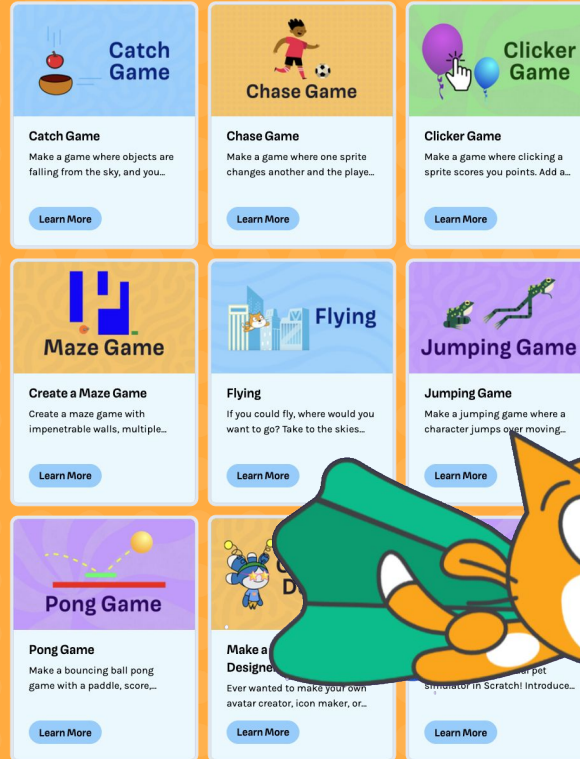 Catch
Game
Catch Game
Make a game where objects are
falling from the sky, and you...
Learn More
Chase Game
Chase Game
Make a game where one sprite
changes another and the playe...
Learn More
Clicker
Game
Clicker Game
Make a game where clicking a
sprite scores you points. Add a...
Learn More
Maze Game
Create a Maze Game
Create a maze game with
impenetrable walls, multiple...
Learn More
Flying
Flying
If you could fly, where would you
want to go? Take to the skies...
Learn More
Jumping Game
Jumping Game
Make a jumping game where a
character jumps over moving...
Learn More
Pong Game
Pong Game
Make a bouncing ball pong
game with a paddle, score,...
Learn More
Make a
Designe
Ever wanted to make your own
avatar creator, icon maker, or...
Learn More
pet
simulator in Scratch! Introduce...
Learn More